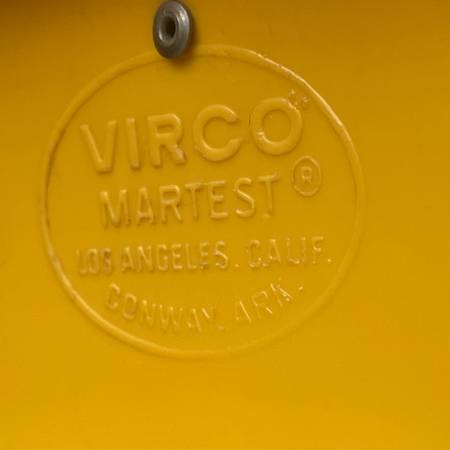 VIRCO
MARTEST ®
LOS ANGELES. CALIF.
CONWAY, ARK.